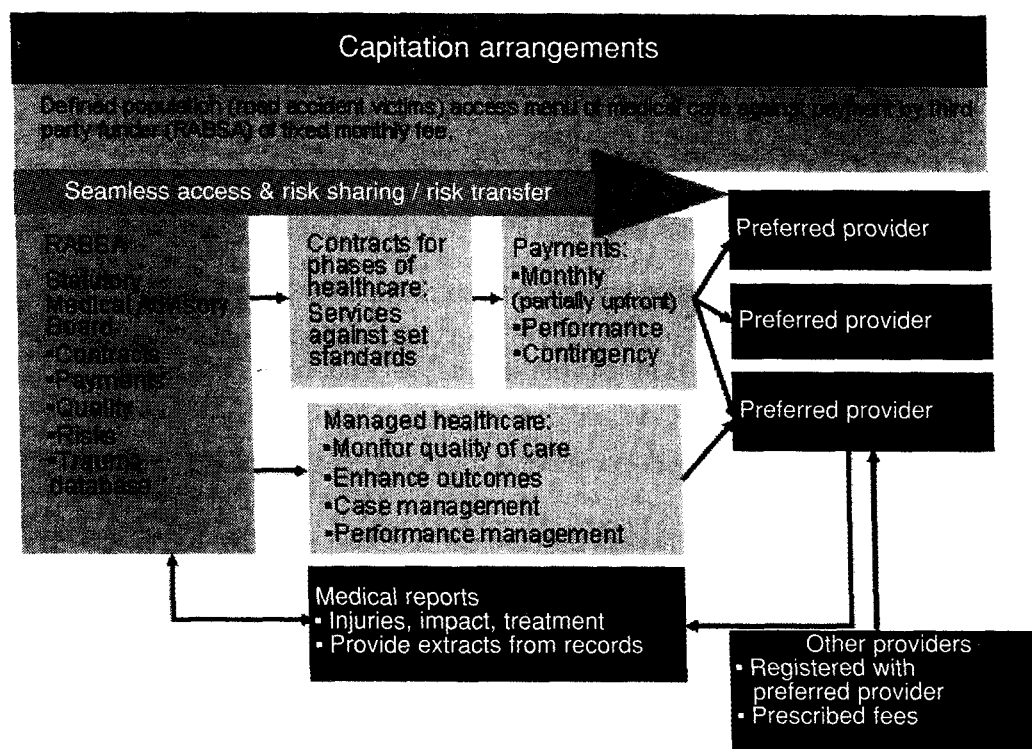 Capitation arrangements
Defined population (road accident victims) access menu of medical care against payment by third
party funder (RABSA) of fixed monthly fee.
Seamless access & risk sharing / risk transfer
RABEA
Statutory
Medical Advisory
Board
▪Contracts
▪Payments
▪Quality
▪Risks
▪Trauma
database
Contracts for
phases of
healthcare:
Services
against set
standards
Payments:
▪Monthly
(partially upfront)
▪Performance
▪Contingency
Preferred provider
Preferred provider
Preferred provider
Managed healthcare:
▪Monitor quality of care
▪Enhance outcomes
▪Case management
▪Performance management
Medical reports
▪ Injuries, impact, treatment
▪ Provide extracts from records
Other providers
▪ Registered with
preferred provider
▪ Prescribed fees